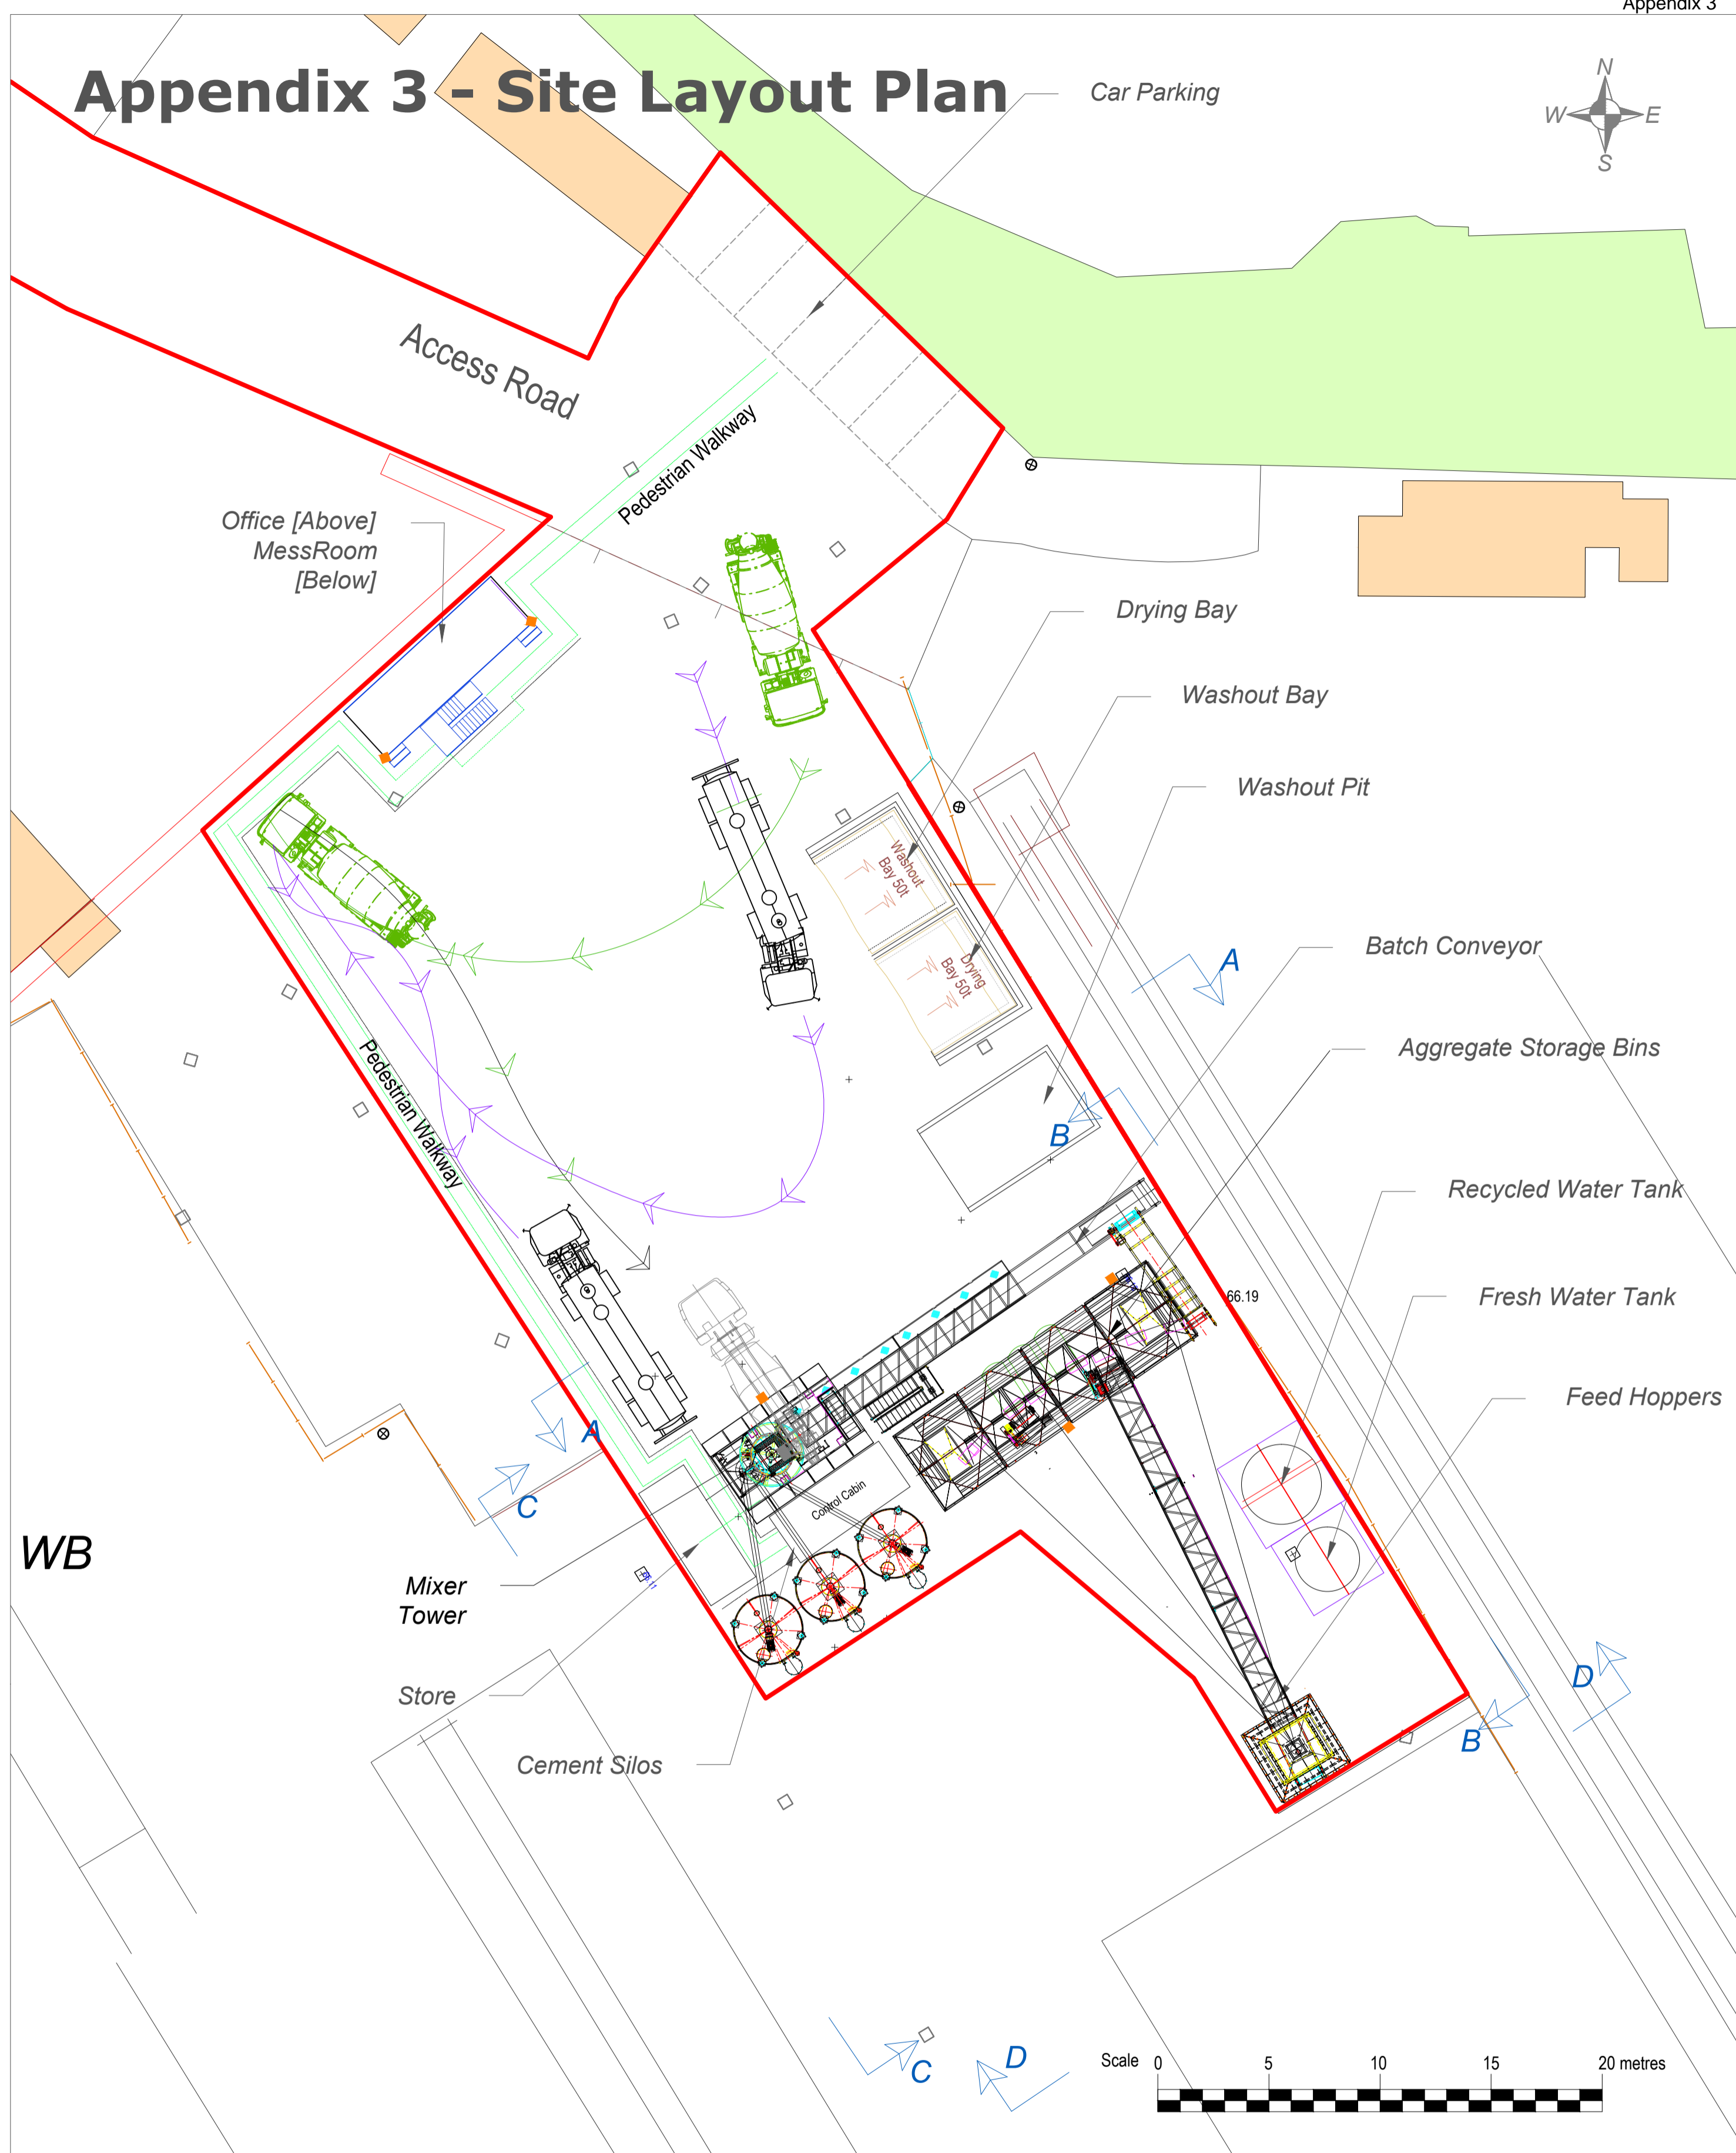 Appendix 3
Appendix 3 - Site Layout Plan
Car Parking
N
W
E
S
Access Road
Pedestrian Walkway
Office [Above]
MessRoom
[Below]
Drying Bay
Washout Bay
Washout Pit
Washout
Bay 50t
Drying
Bay 50t
Batch Conveyor
A
Aggregate Storage Bins
B
Pedestrian Walkway
Recycled Water Tank
66.19
Fresh Water Tank
Feed Hoppers
A
C
Control Cabin
WB
Mixer
Tower
Store
D
B
Cement Silos
C
D
Scale 0 5 10 15 20 metres